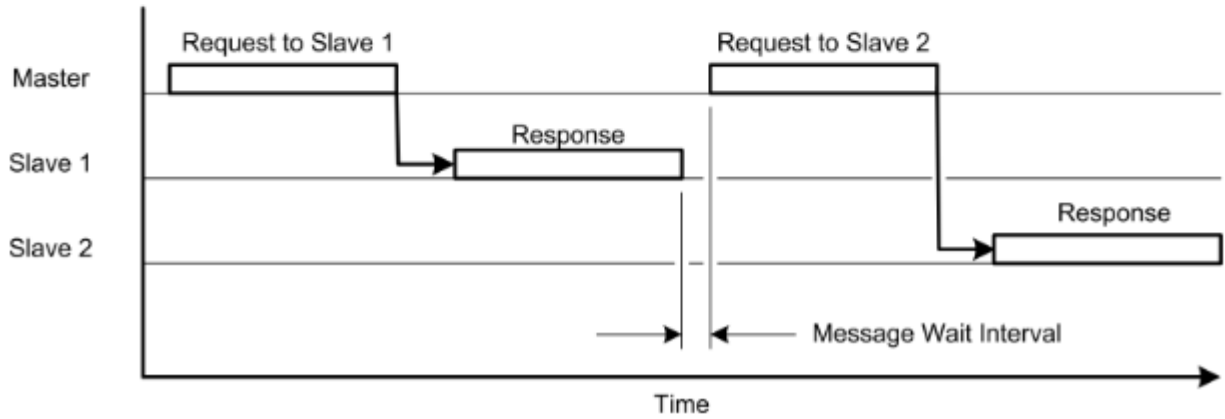 Request to Slave 1
Request to Slave 2
Master
Response
Slave 1
Response
Slave 2
Message Wait Interval
Time